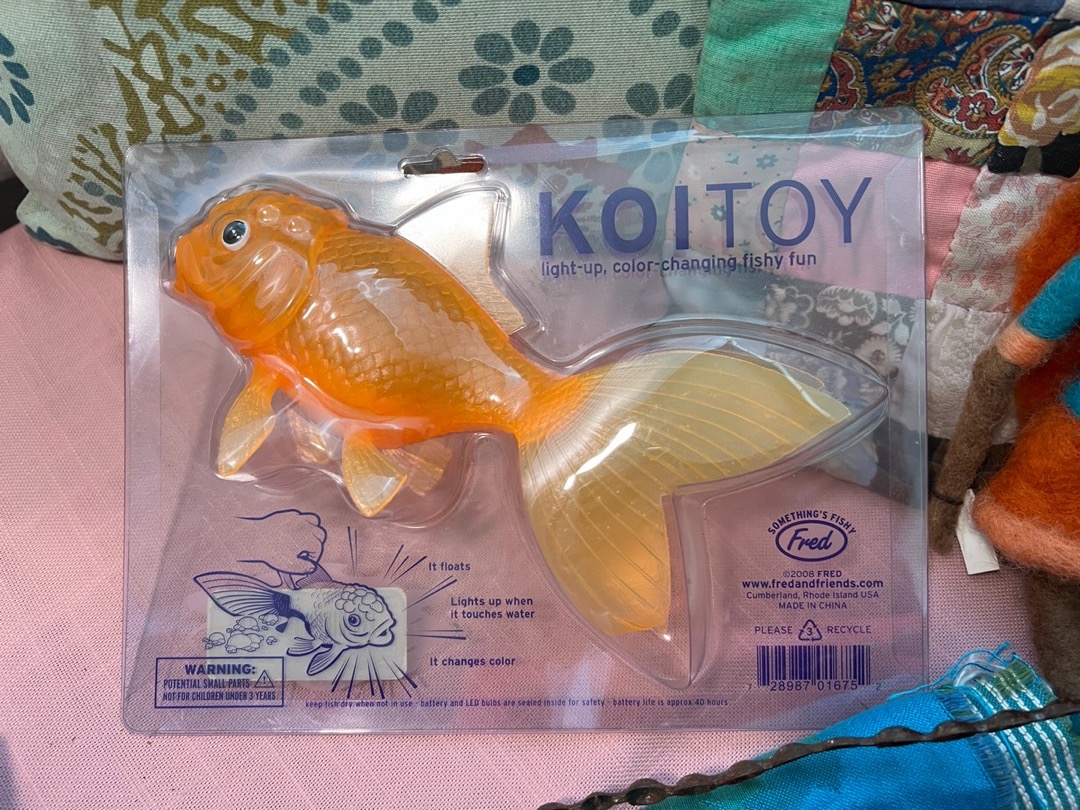 KOITOY
light-up, color-changing fishy fun
It floats
Lights up when
it touches water
It changes color
WARNING:
POTENTIAL SMALL PARTS
NOT FOR CHILDREN UNDER 3 YEARS
keep fish dry when not in use · battery and LED bulbs are sealed inside for safety · battery life is approx. 40 hours
SOMETHING'S FISHY
Fred
©2008 FRED
www.fredandfriends.com
Cumberland, Rhode Island USA
MADE IN CHINA
PLEASE 3 RECYCLE
7 28987 01675 2